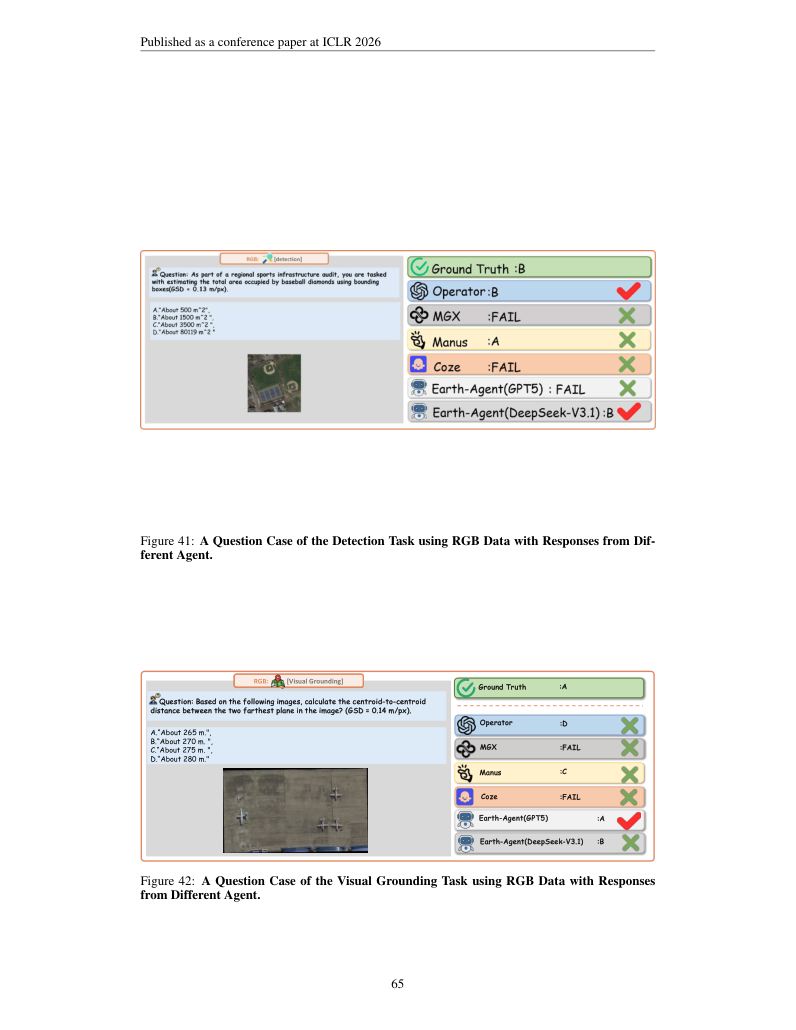 Published as a conference paper at ICLR 2026
RGB: [detection]
Question: As part of a regional sports infrastructure audit, you are tasked
with estimating the total area occupied by baseball diamonds using bounding
boxes(GSD = 0.13 m/px).
A."About 500 m^2",
B."About 1500 m^2 ",
C."About 3500 m^2 ",
D."About 80119 m^2 "
Ground Truth :B
Operator :B
MGX :FAIL
Manus :A
Coze :FAIL
Earth-Agent(GPT5) : FAIL
Earth-Agent(DeepSeek-V3.1) :B
Figure 41: A Question Case of the Detection Task using RGB Data with Responses from Dif-
ferent Agent.
RGB: [Visual Grounding]
Question: Based on the following images, calculate the centroid-to-centroid
distance between the two farthest plane in the image? (GSD = 0.14 m/px).
A."About 265 m.",
B."About 270 m. ",
C."About 275 m. ",
D."About 280 m."
Ground Truth :A
Operator :D
MGX :FAIL
Manus :C
Coze :FAIL
Earth-Agent(GPT5) :A
Earth-Agent(DeepSeek-V3.1) :B
Figure 42: A Question Case of the Visual Grounding Task using RGB Data with Responses
from Different Agent.
65